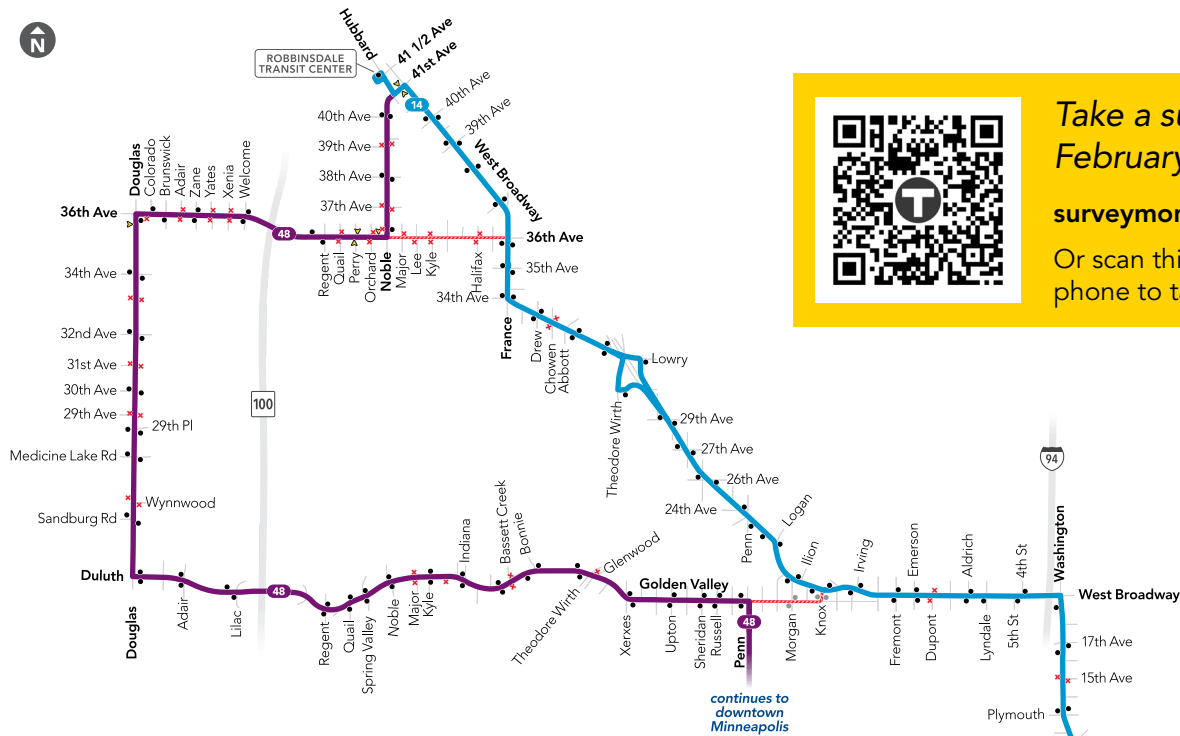 N
Hubbard
41 1/2 Ave
41st Ave
ROBBINSDALE
TRANSIT CENTER
14
40th Ave
39th Ave
West Broadway
40th Ave
39th Ave
38th Ave
37th Ave
Douglas
Colorado
Brunswick
Adair
Zane
Yates
Xenia
Welcome
36th Ave
48
Regent
Quail
Perry
Orchard
Noble
Major
Lee
Kyle
Halifax
36th Ave
35th Ave
34th Ave
France
Drew
Chowen
Abbott
Lowry
Theodore Wirth
29th Ave
27th Ave
26th Ave
24th Ave
Penn
Logan
Ilion
Irving
Emerson
Aldrich
4th St
Washington
94
West Broadway
34th Ave
32nd Ave
31st Ave
30th Ave
29th Ave
29th Pl
Medicine Lake Rd
Wynnwood
Sandburg Rd
100
Duluth
Douglas
Adair
Lilac
48
Regent
Quail
Spring Valley
Noble
Major
Kyle
Indiana
Bassett Creek
Bonnie
Theodore Wirth
Glenwood
Xerxes
Golden Valley
Upton
Sheridan
Russell
Penn
48
Morgan
Knox
Fremont
Dupont
Lyndale
5th St
17th Ave
15th Ave
Plymouth
continues to
downtown
Minneapolis
T
Take a su
February
surveymon
Or scan thi
phone to ta